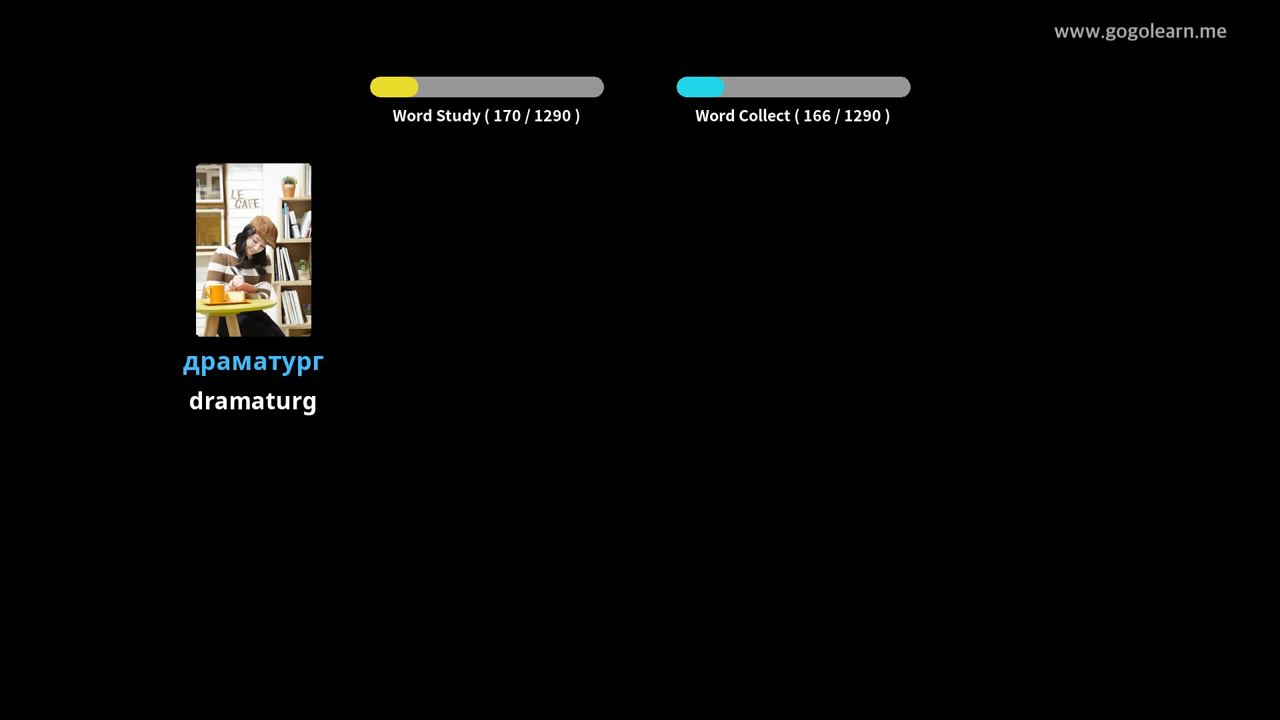 www.gogolearn.me
Word Study ( 170 / 1290 )
Word Collect ( 166 / 1290 )
LE
CAFE
драматург
dramaturg